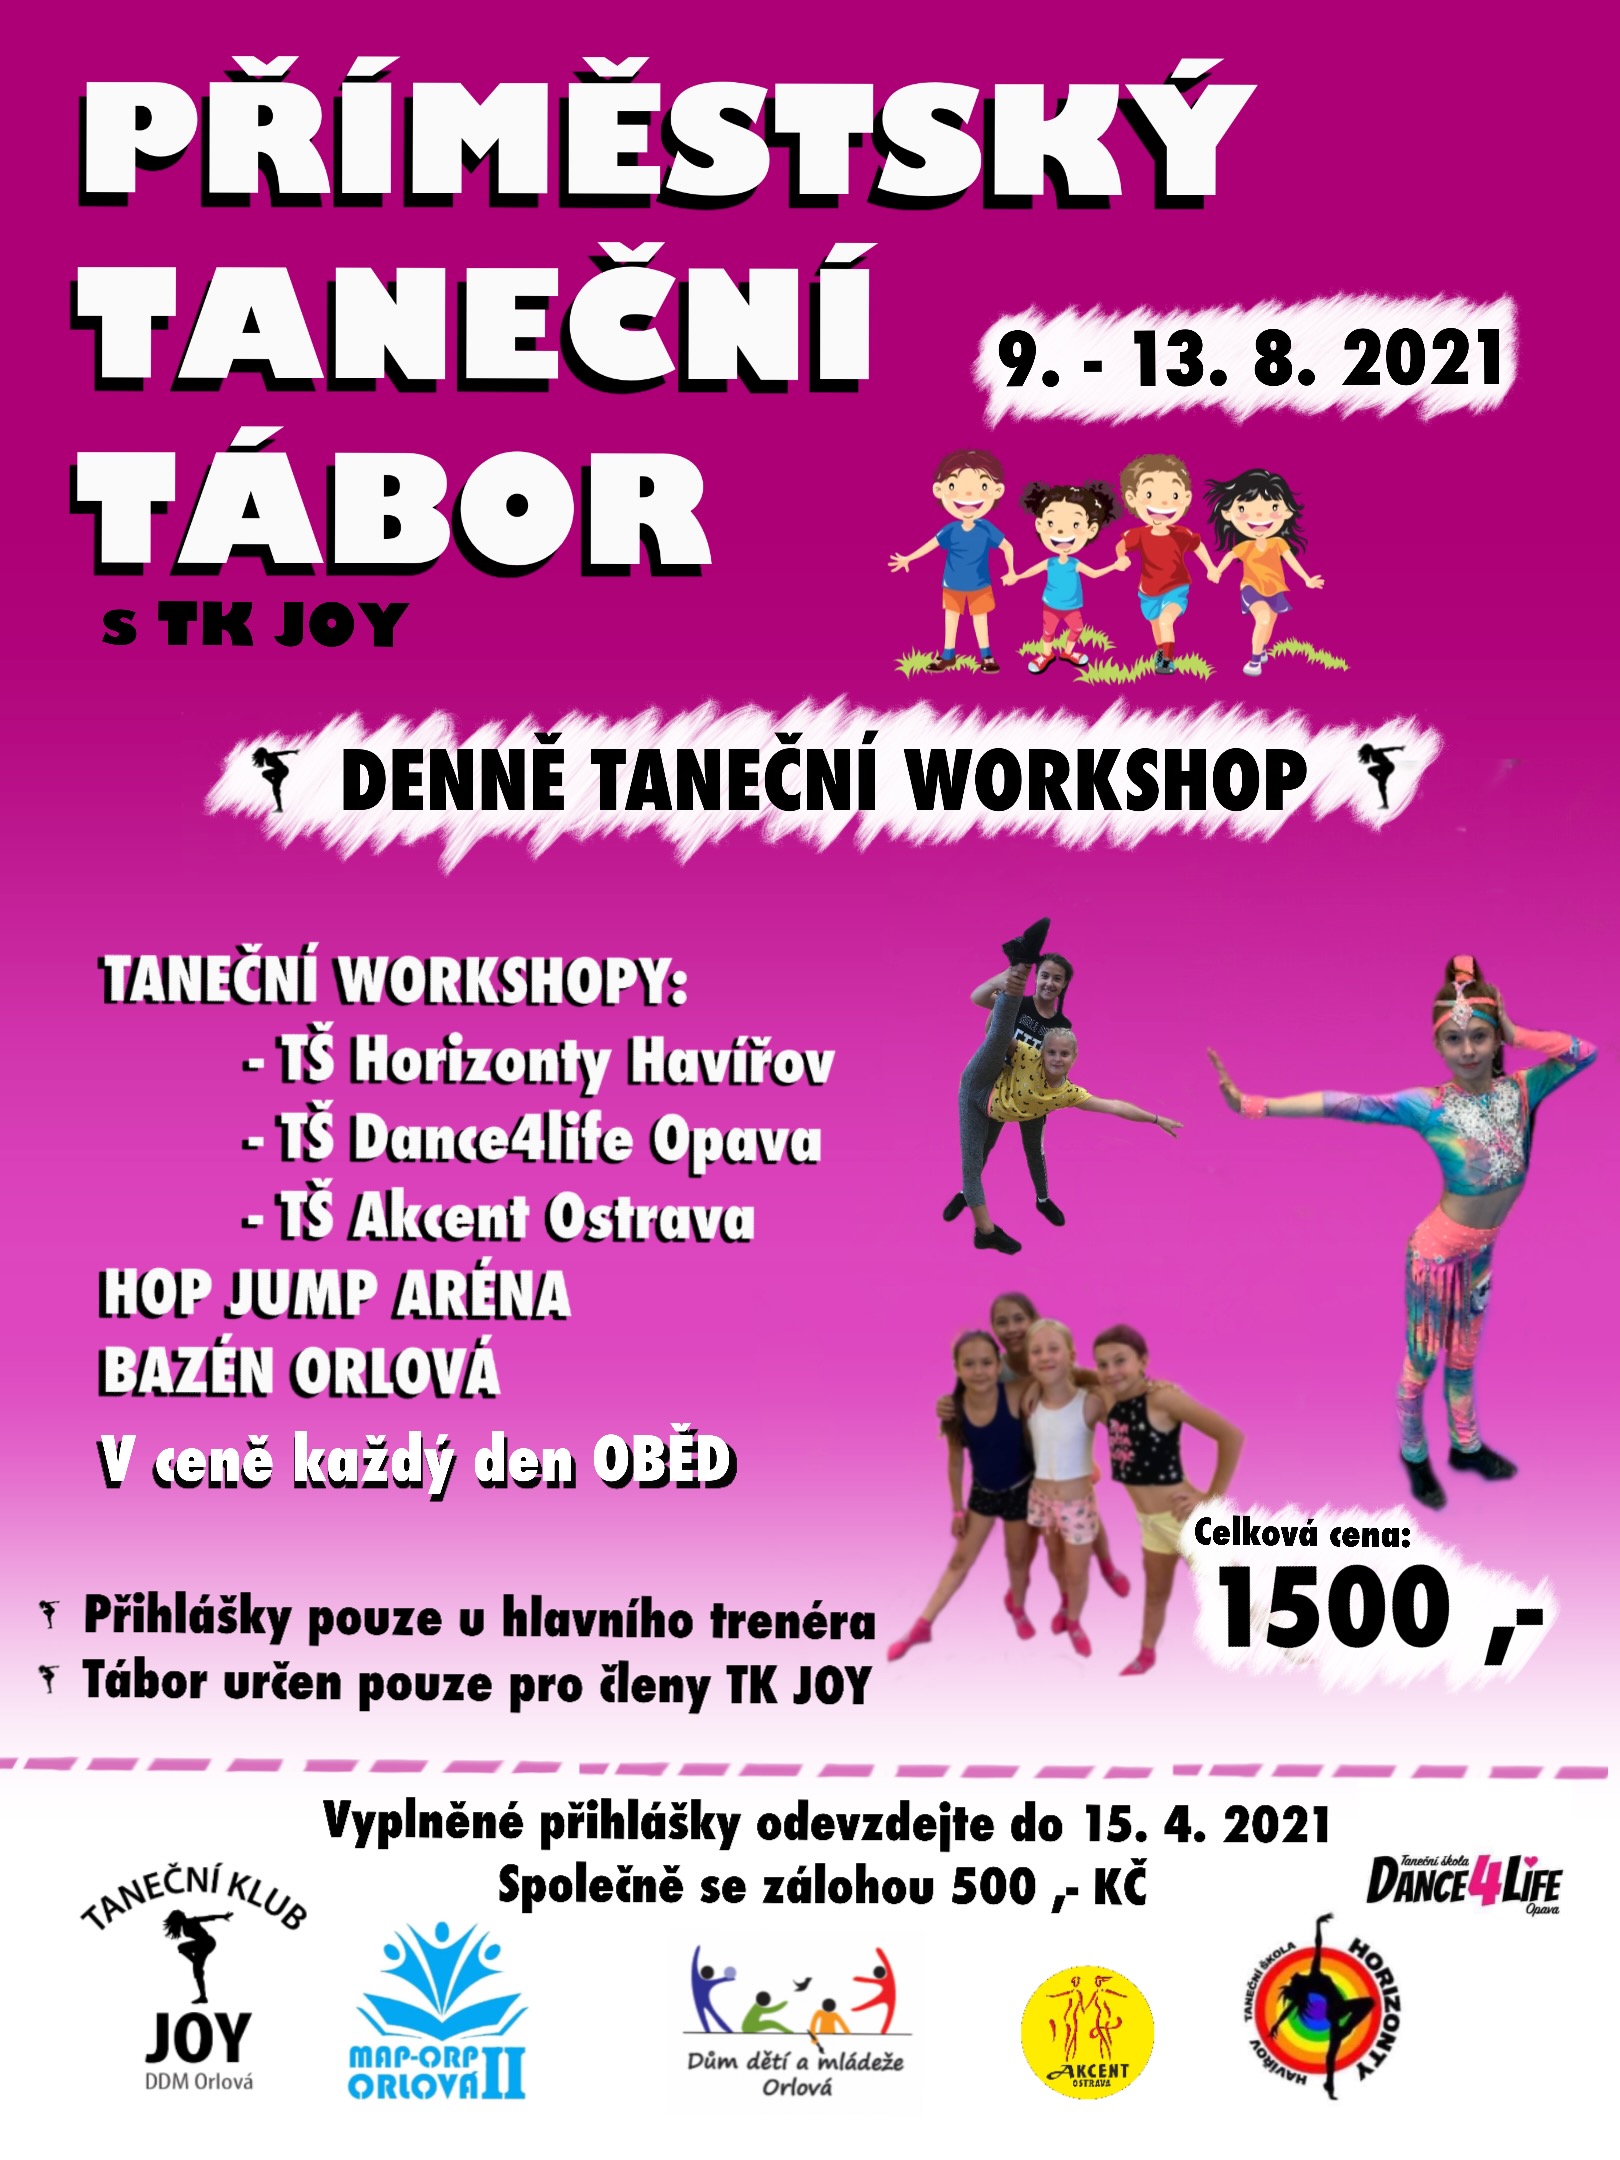 PŘÍMĚSTSKÝ
TANEČNÍ
TÁBOR
s TK JOY
9. - 13. 8. 2021
DENNĚ TANEČNÍ WORKSHOP
TANEČNÍ WORKSHOPY:
- TŠ Horizonty Havířov
- TŠ Dance4life Opava
- TŠ Akcent Ostrava
HOP JUMP ARÉNA
BAZÉN ORLOVÁ
V ceně každý den OBĚD
Celková cena:
1500 ,-
Přihlášky pouze u hlavního trenéra
Tábor určen pouze pro členy TK JOY
Vyplněné přihlášky odevzdejte do 15. 4. 2021
Společně se zálohou 500 ,- KČ
TANEČNÍ KLUB
JOY
DDM Orlová
MAP-ORP
ORLOVÁ II
Dům dětí a mládeže
Orlová
AKCENT
OSTRAVA
Taneční škola
DANCE4LIFE
Opava
TANEČNÍ ŠKOLA
HORIZONTY
HAVÍŘOV